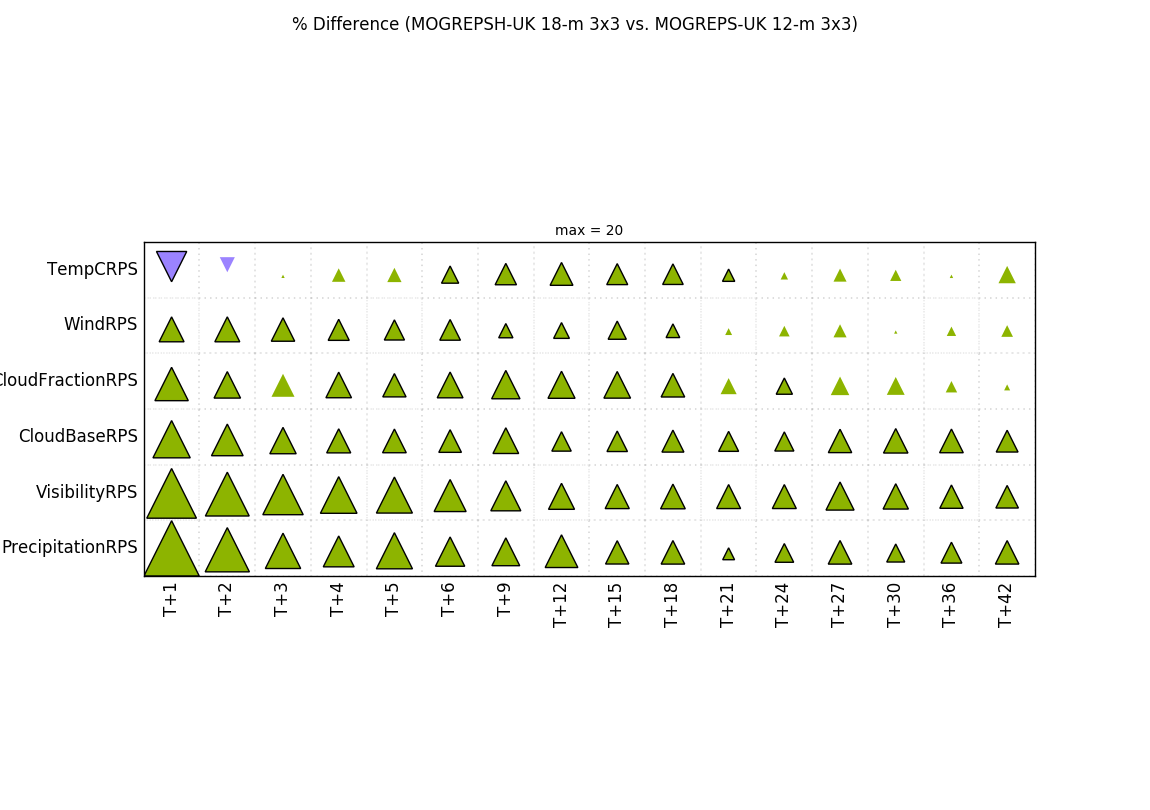 % Difference (MOGREPSH-UK 18-m 3x3 vs. MOGREPS-UK 12-m 3x3)
max = 20
TempCRPS
WindRPS
CloudFractionRPS
CloudBaseRPS
VisibilityRPS
PrecipitationRPS
T+1 T+2 T+3 T+4 T+5 T+6 T+9 T+12 T+15 T+18 T+21 T+24 T+27 T+30 T+36 T+42